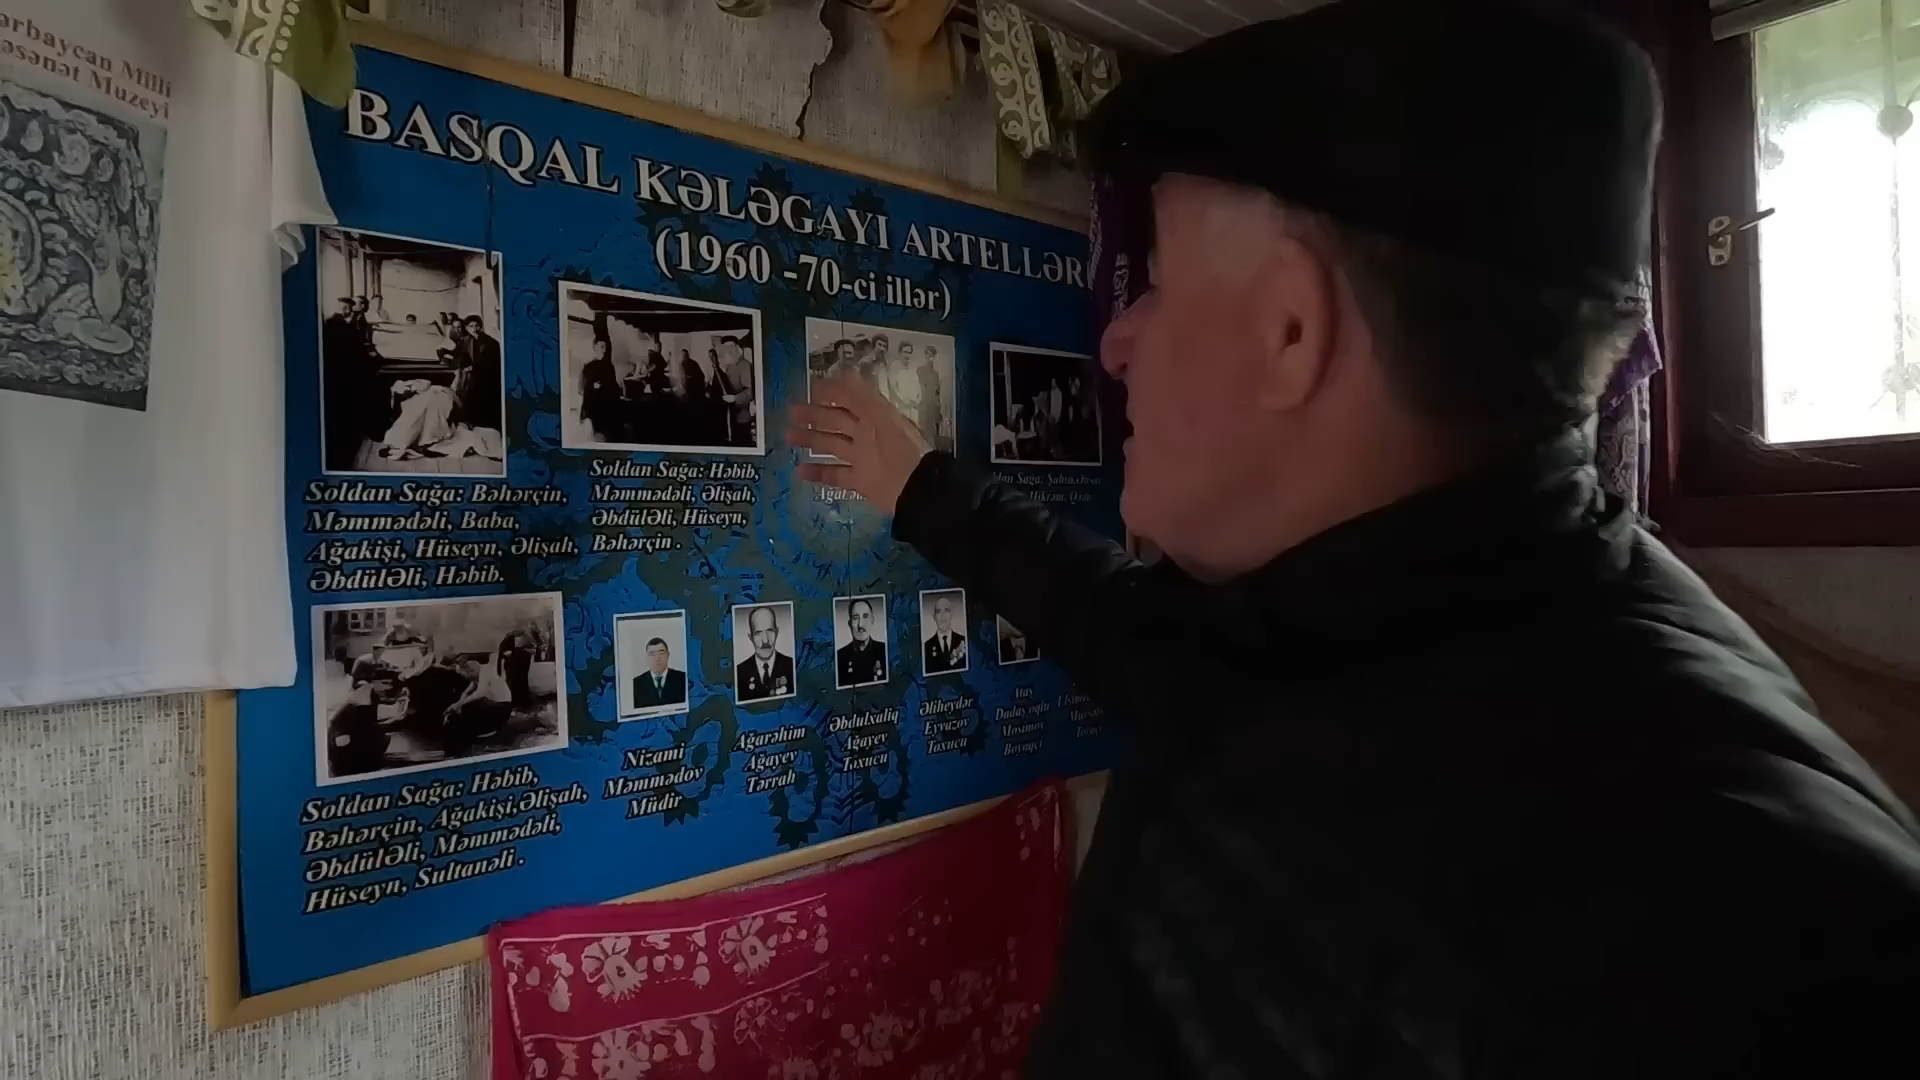 Milli
Muzeyi
BASQAL KƏLƏGAYI ARTELLƏRİ
(1960 -70-ci illər)
Soldan Sağa: Bəhərçin,
Məmmədəli, Baba,
Ağakişi, Hüseyn, Əlişah,
ƏbdülƏli, Həbib.
Soldan Sağa: Həbib,
Məmmədəli, Əlişah,
ƏbdülƏli, Hüseyn,
Bəhərçin .
Sağa:
Soldan Sağa: Həbib,
Bəhərçin, Ağakişi,Əlişah,
ƏbdülƏli, Məmmədəli,
Hüseyn, Sultanəli .
Nizami
Məmmədov
Müdir
Ağarəhim
Ağayev
Tərrah
Əbdulxaliq
Ağayev
Toxucu
Əliheydər
Eyvazov
Toxucu
Boyaqçı